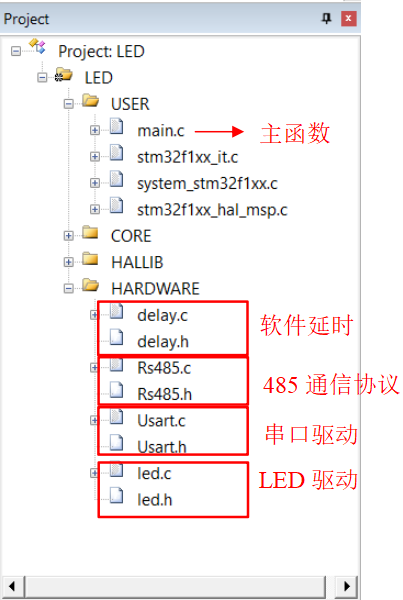 Project
Project: LED
LED
USER
main.c 主函数
stm32f1xx_it.c
system_stm32f1xx.c
stm32f1xx_hal_msp.c
CORE
HALLIB
HARDWARE
delay.c
delay.h
软件延时
Rs485.c
Rs485.h
485 通信协议
Usart.c
Usart.h
串口驱动
led.c
led.h
LED 驱动